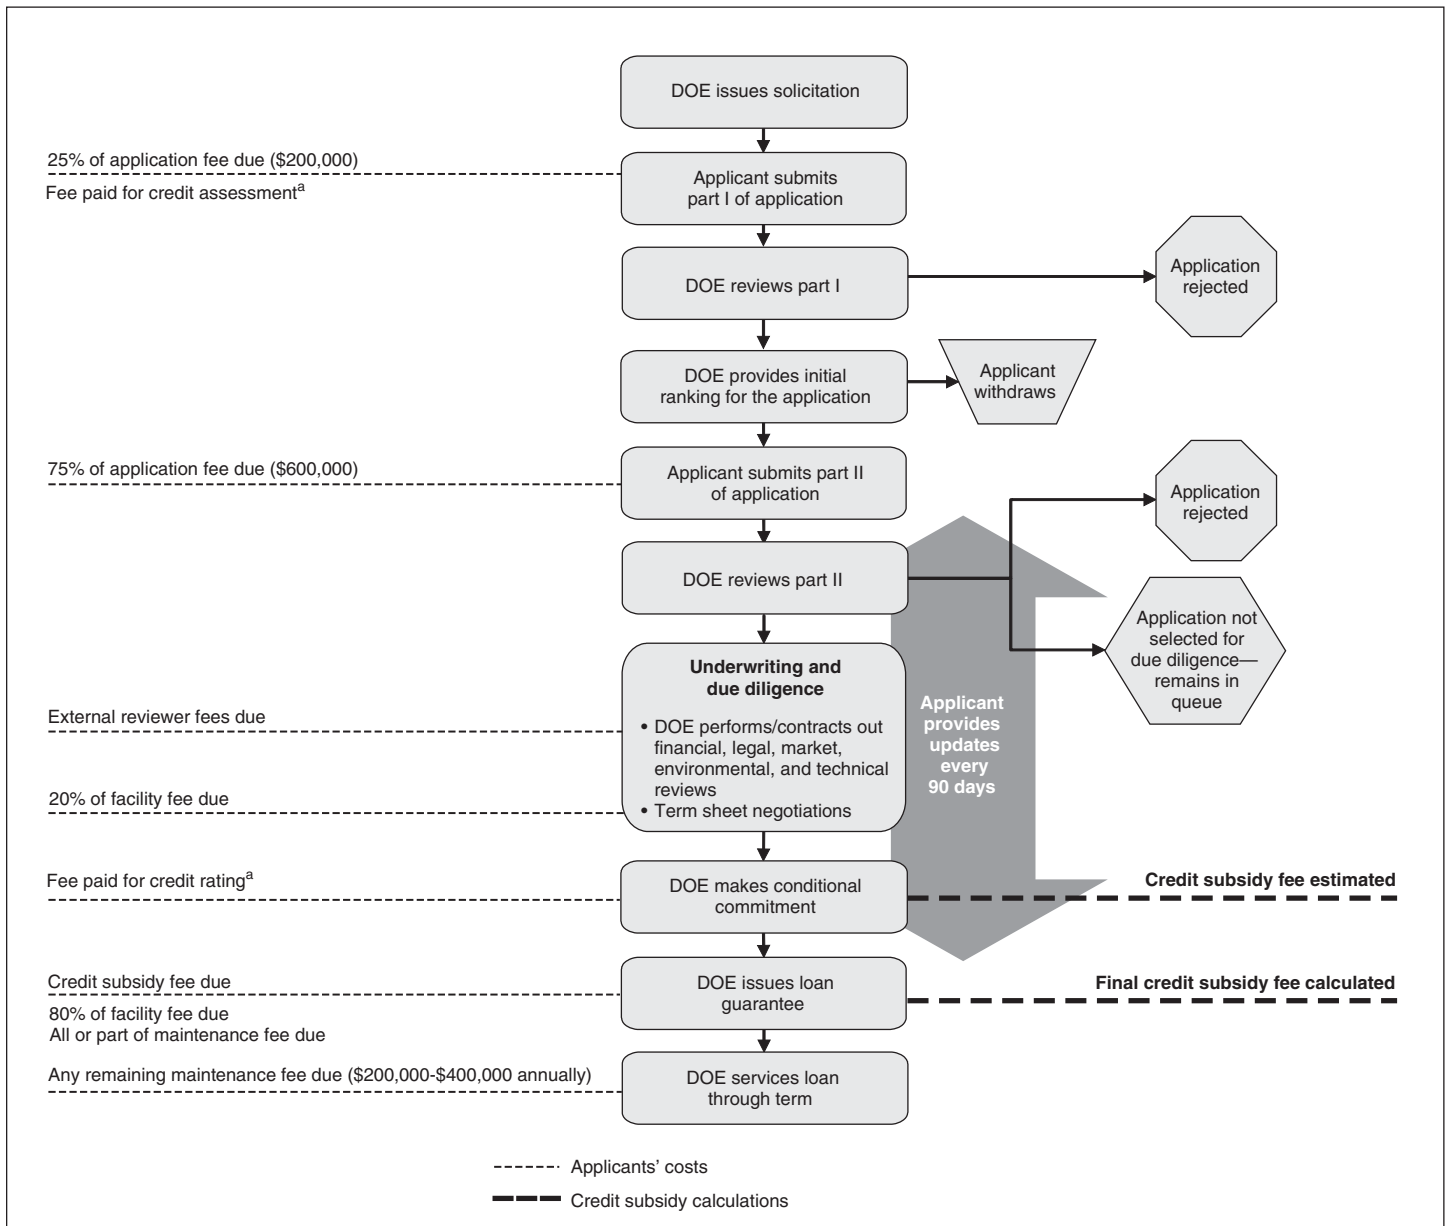 DOE issues solicitation
25% of application fee due ($200,000)
Fee paid for credit assessmentᵃ
Applicant submits
part I of application
DOE reviews part I
Application
rejected
DOE provides initial
ranking for the application
Applicant
withdraws
75% of application fee due ($600,000)
Applicant submits part II
of application
Application
rejected
DOE reviews part II
Application not
selected for
due diligence—
remains in
queue
Underwriting and
due diligence
• DOE performs/contracts out
financial, legal, market,
environmental, and technical
reviews
• Term sheet negotiations
External reviewer fees due
20% of facility fee due
Applicant
provides
updates
every
90 days
Fee paid for credit ratingᵃ
DOE makes conditional
commitment
Credit subsidy fee estimated
Credit subsidy fee due
80% of facility fee due
All or part of maintenance fee due
DOE issues loan
guarantee
Final credit subsidy fee calculated
Any remaining maintenance fee due ($200,000-$400,000 annually)
DOE services loan
through term
Applicants' costs
Credit subsidy calculations